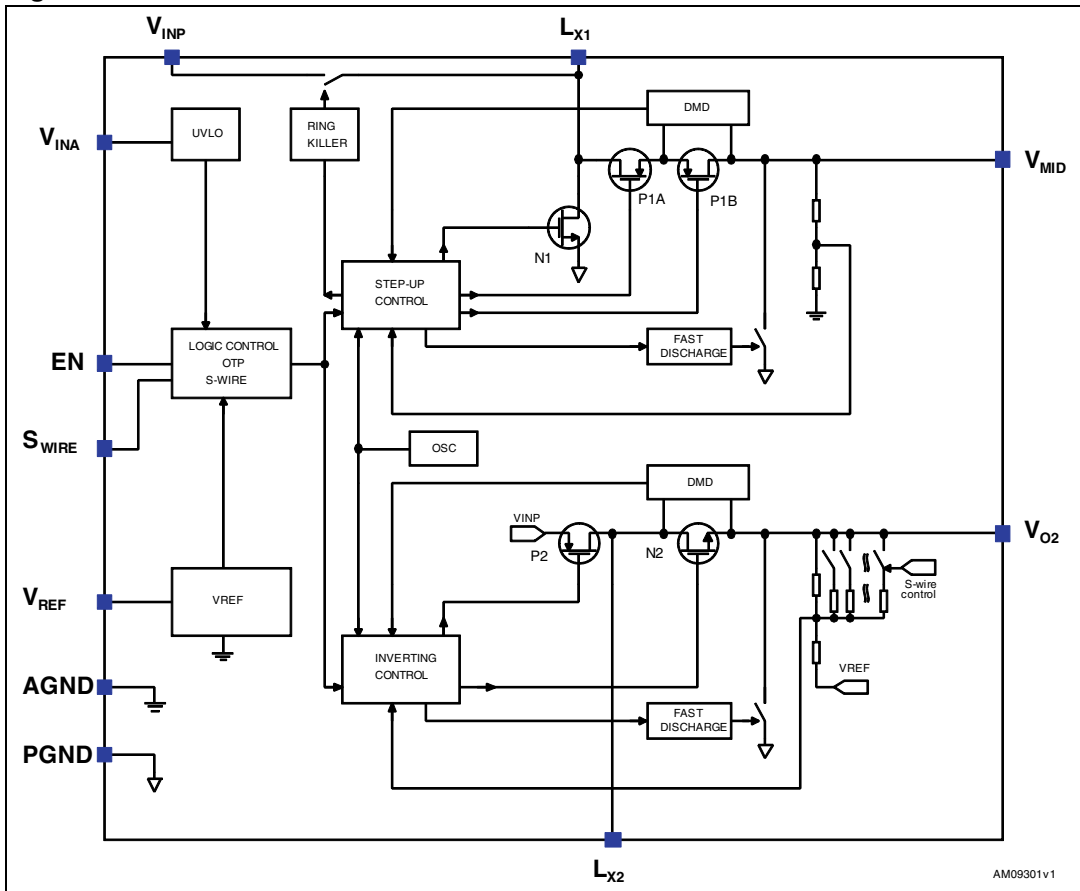 VINP
LX1
UVLO
RING
KILLER
DMD
VINA
VMID
P1A
P1B
N1
STEP-UP
CONTROL
LOGIC CONTROL
OTP
S-WIRE
FAST
DISCHARGE
EN
SWIRE
OSC
DMD
VINP
P2
N2
VO2
S-wire
control
VREF
VREF
INVERTING
CONTROL
VREF
AGND
FAST
DISCHARGE
PGND
LX2
AM09301v1